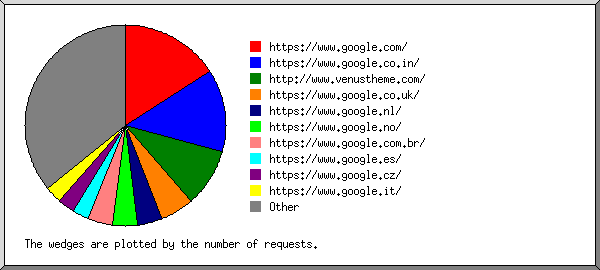 https://www.google.com/
https://www.google.co.in/
http://www.venustheme.com/
https://www.google.co.uk/
https://www.google.nl/
https://www.google.no/
https://www.google.com.br/
https://www.google.es/
https://www.google.cz/
https://www.google.it/
Other
The wedges are plotted by the number of requests.